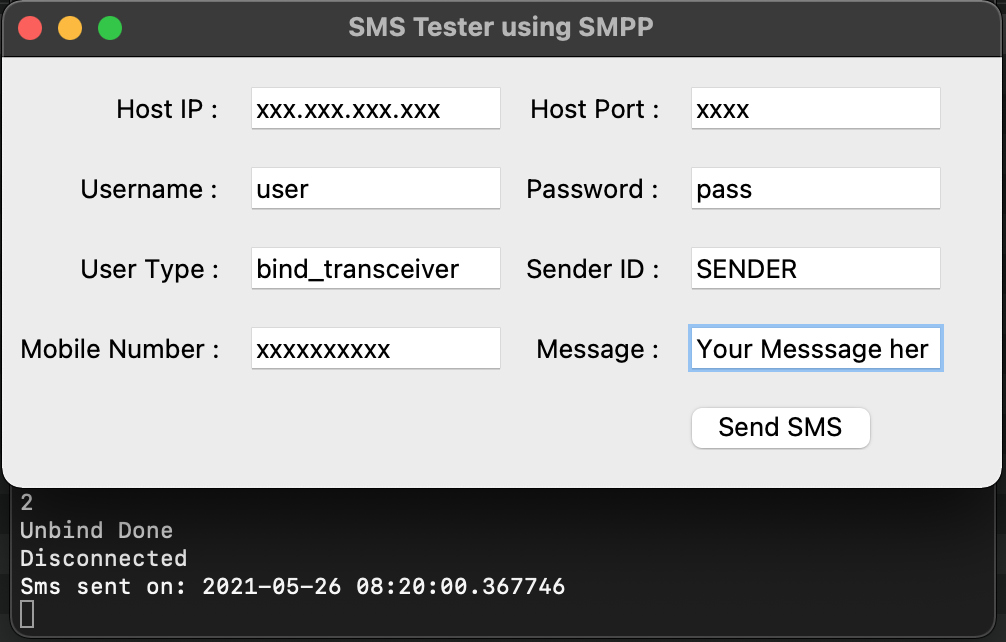 SMS Tester using SMPP
Host IP : xxx.xxx.xxx.xxx Host Port : xxxx
Username : user Password : pass
User Type : bind_transceiver Sender ID : SENDER
Mobile Number : xxxxxxxxxx Message : Your Messsage her
Send SMS
2
Unbind Done
Disconnected
Sms sent on: 2021-05-26 08:20:00.367746